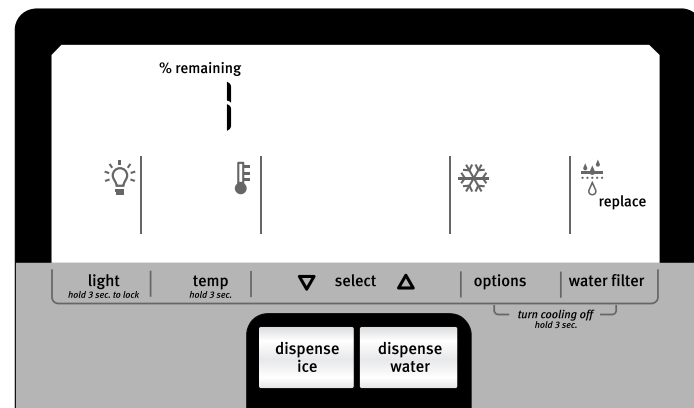 % remaining
1
replace
light
hold 3 sec. to lock
temp
hold 3 sec.
select
options
water filter
turn cooling off
hold 3 sec.
dispense
ice
dispense
water